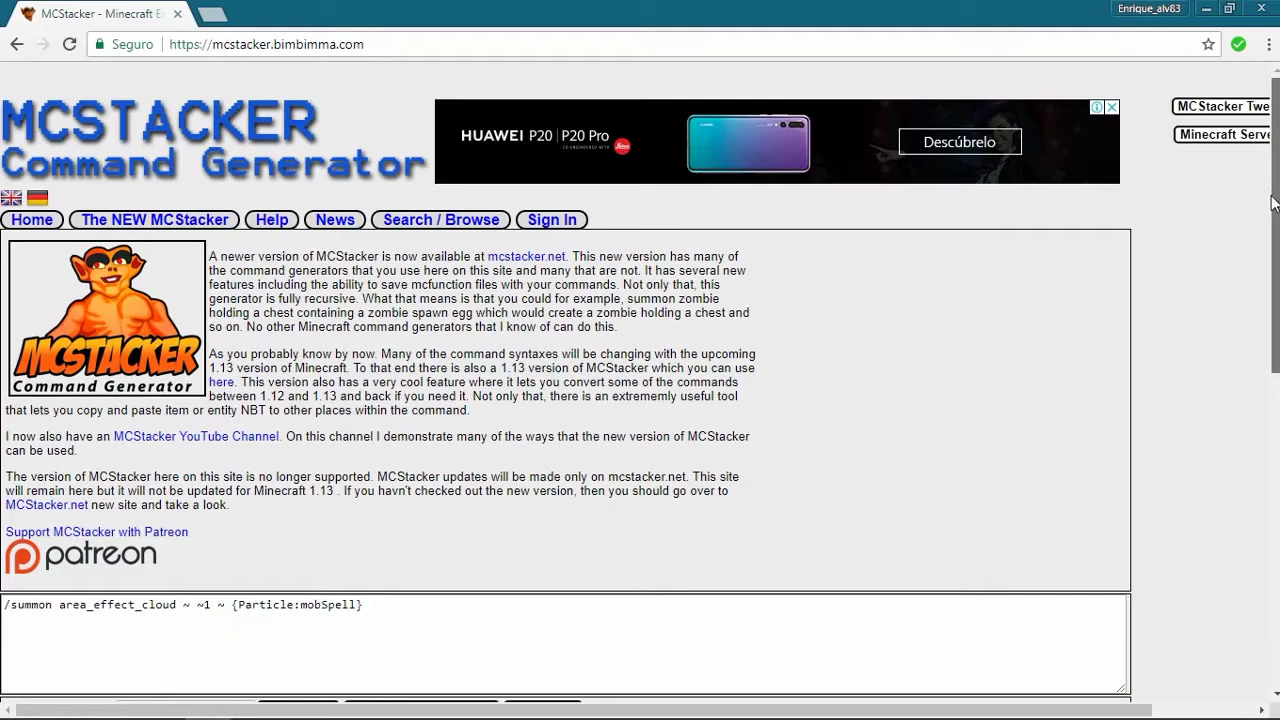 MCStacker - Minecraft E
Enrique_alv83
Seguro
https://mcstacker.bimbimma.com
MCSTACKER
Command Generator
HUAWEI P20 | P20 Pro
Descúbrelo
MCStacker Twe
Minecraft Serve
Home
The NEW MCStacker
Help
News
Search / Browse
Sign In
MCSTACKER
Command Generator
A newer version of MCStacker is now available at mcstacker.net. This new version has many of
the command generators that you use here on this site and many that are not. It has several new
features including the ability to save mcfunction files with your commands. Not only that, this
generator is fully recursive. What that means is that you could for example, summon zombie
holding a chest containing a zombie spawn egg which would create a zombie holding a chest and
so on. No other Minecraft command generators that I know of can do this.
As you probably know by now. Many of the command syntaxes will be changing with the upcoming
1.13 version of Minecraft. To that end there is also a 1.13 version of MCStacker which you can use
here. This version also has a very cool feature where it lets you convert some of the commands
between 1.12 and 1.13 and back if you need it. Not only that, there is an extrememly useful tool
that lets you copy and paste item or entity NBT to other places within the command.
I now also have an MCStacker YouTube Channel. On this channel I demonstrate many of the ways that the new version of MCStacker
can be used.
The version of MCStacker here on this site is no longer supported. MCStacker updates will be made only on mcstacker.net. This site
will remain here but it will not be updated for Minecraft 1.13 . If you havn't checked out the new version, then you should go over to
MCStacker.net new site and take a look.
Support MCStacker with Patreon
patreon
/summon area_effect_cloud ~ ~1 ~ {Particle:mobSpell}